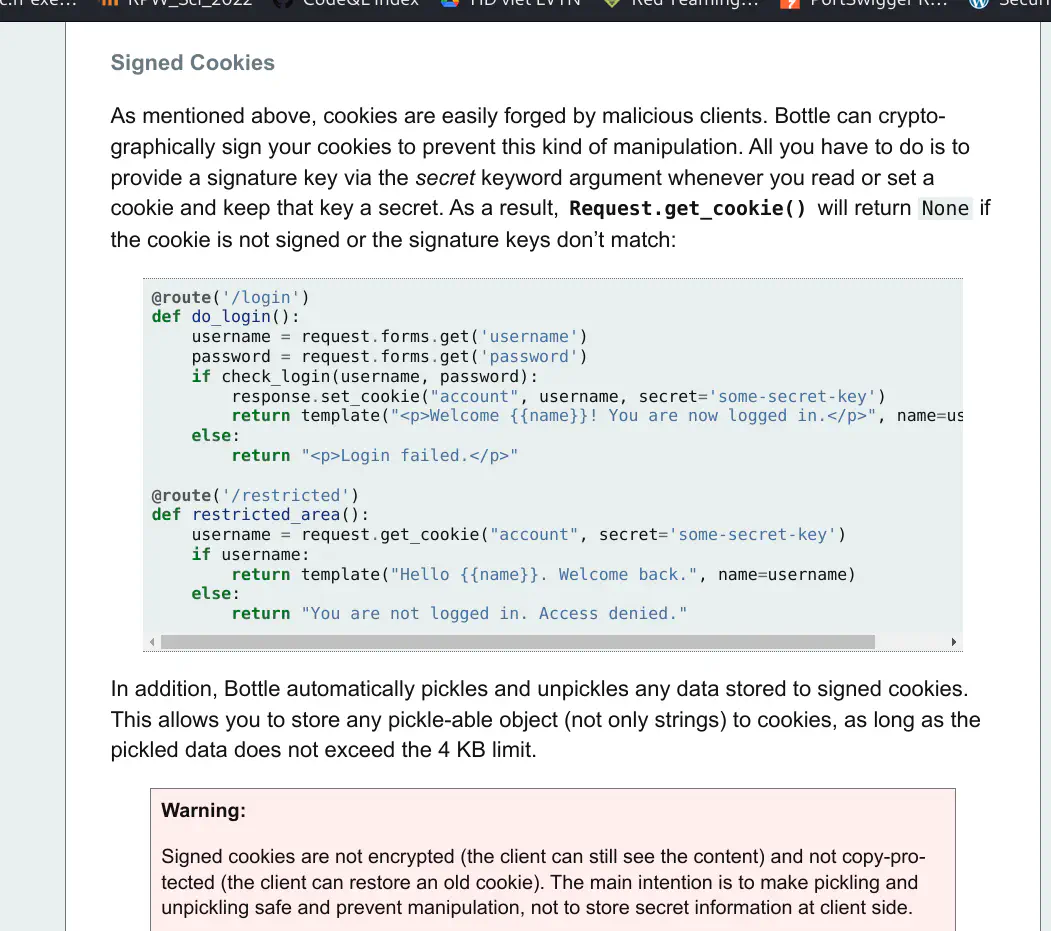 RPW_Sci_2022 CodeQL Index HD viet LVTN Red Teaming... PortSwigger R...
Signed Cookies
As mentioned above, cookies are easily forged by malicious clients. Bottle can crypto-
graphically sign your cookies to prevent this kind of manipulation. All you have to do is to
provide a signature key via the secret keyword argument whenever you read or set a
cookie and keep that key a secret. As a result, Request.get_cookie() will return None if
the cookie is not signed or the signature keys don’t match:
@route('/login')
def do_login():
    username = request.forms.get('username')
    password = request.forms.get('password')
    if check_login(username, password):
        response.set_cookie("account", username, secret='some-secret-key')
        return template("<p>Welcome {{name}}! You are now logged in.</p>", name=us
    else:
        return "<p>Login failed.</p>"
@route('/restricted')
def restricted_area():
    username = request.get_cookie("account", secret='some-secret-key')
    if username:
        return template("Hello {{name}}. Welcome back.", name=username)
    else:
        return "You are not logged in. Access denied."
In addition, Bottle automatically pickles and unpickles any data stored to signed cookies.
This allows you to store any pickle-able object (not only strings) to cookies, as long as the
pickled data does not exceed the 4 KB limit.
Warning:
Signed cookies are not encrypted (the client can still see the content) and not copy-pro-
tected (the client can restore an old cookie). The main intention is to make pickling and
unpickling safe and prevent manipulation, not to store secret information at client side.